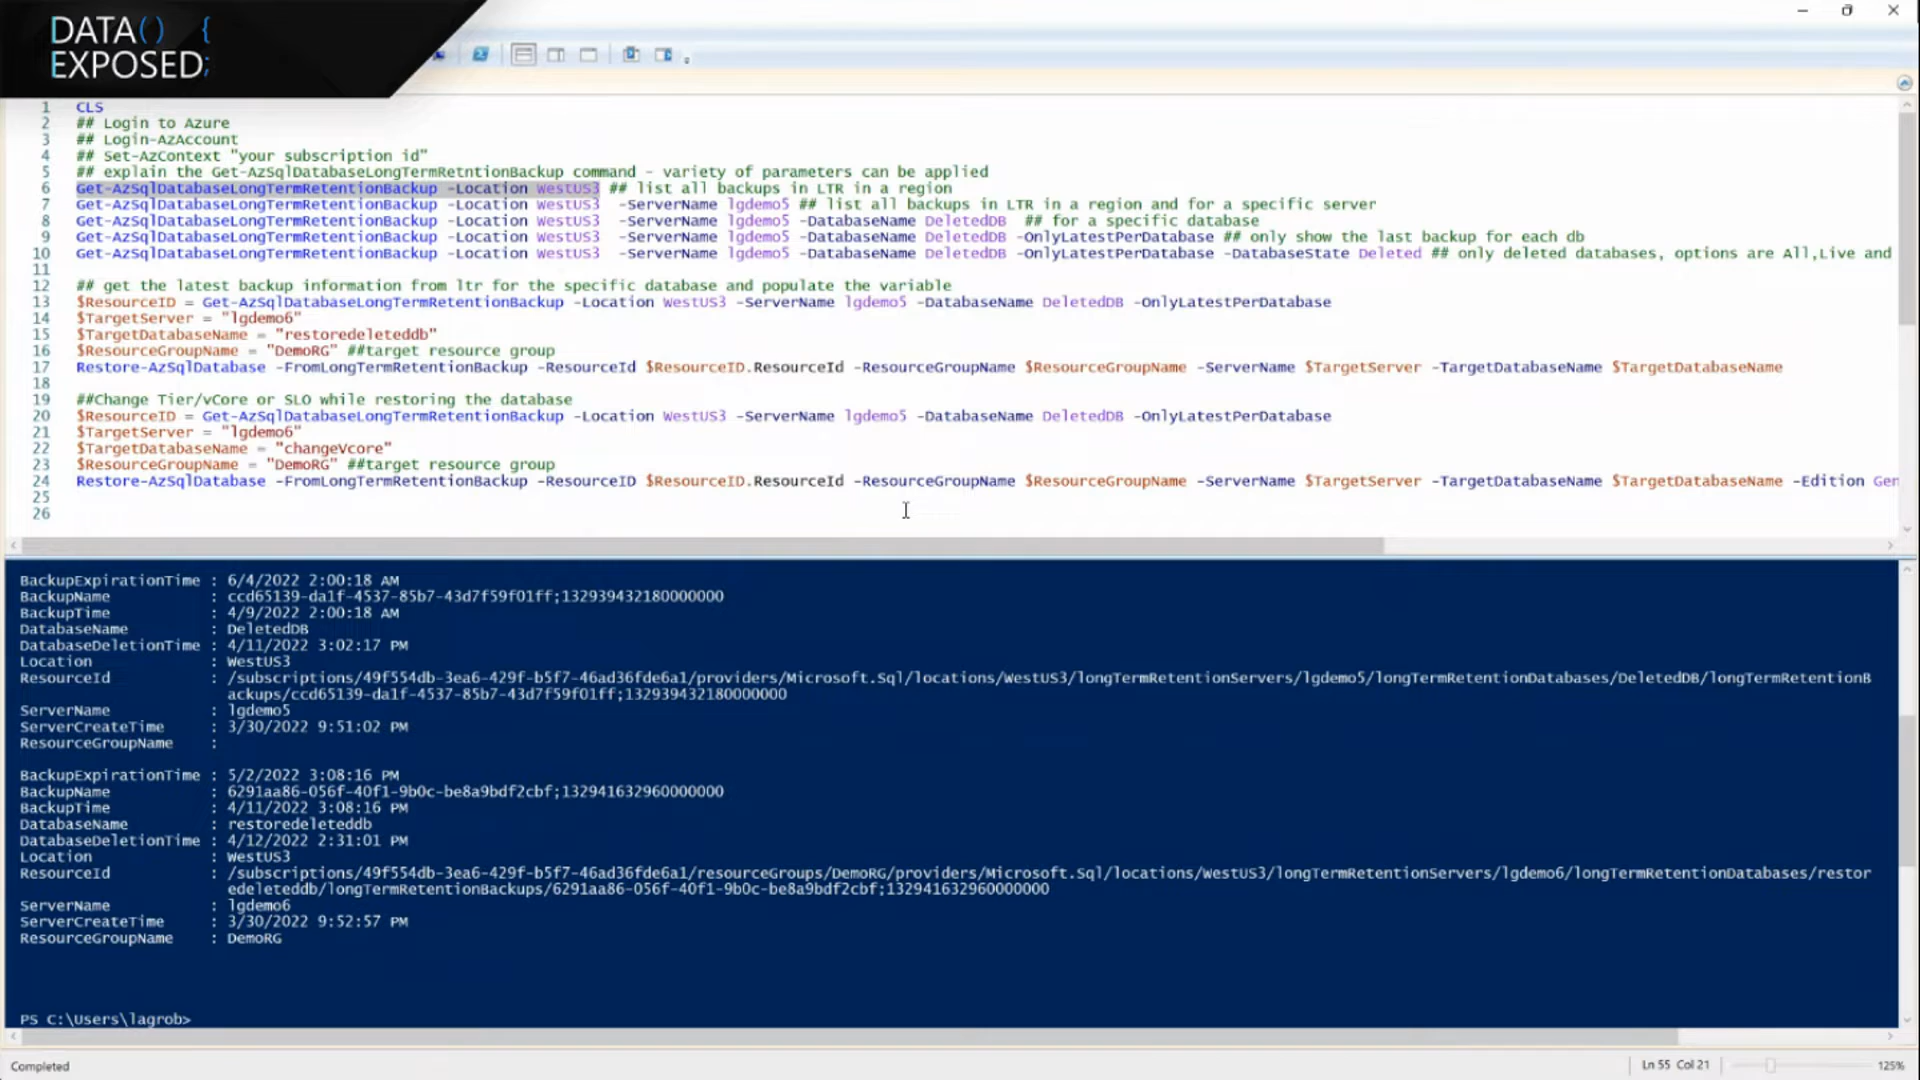 DATA() {
EXPOSED;
1 CLS
2 ## Login to Azure
3 ## Login-AzAccount
4 ## Set-AzContext "your subscription id"
5 ## explain the Get-AzSqlDatabaseLongTermRetntionBackup command - variety of parameters can be applied
6 Get-AzSqlDatabaseLongTermRetentionBackup -Location WestUS3 ## list all backups in LTR in a region
7 Get-AzSqlDatabaseLongTermRetentionBackup -Location WestUS3 -ServerName lgdemo5 ## list all backups in LTR in a region and for a specific server
8 Get-AzSqlDatabaseLongTermRetentionBackup -Location WestUS3 -ServerName lgdemo5 -DatabaseName DeletedDB ## for a specific database
9 Get-AzSqlDatabaseLongTermRetentionBackup -Location WestUS3 -ServerName lgdemo5 -DatabaseName DeletedDB -OnlyLatestPerDatabase ## only show the last backup for each db
10 Get-AzSqlDatabaseLongTermRetentionBackup -Location WestUS3 -ServerName lgdemo5 -DatabaseName DeletedDB -OnlyLatestPerDatabase -DatabaseState Deleted ## only deleted databases, options are All,Live and
11
12 ## get the latest backup information from ltr for the specific database and populate the variable
13 $ResourceID = Get-AzSqlDatabaseLongTermRetentionBackup -Location WestUS3 -ServerName lgdemo5 -DatabaseName DeletedDB -OnlyLatestPerDatabase
14 $TargetServer = "lgdemo6"
15 $TargetDatabaseName = "restoredeleteddb"
16 $ResourceGroupName = "DemoRG" ##target resource group
17 Restore-AzSqlDatabase -FromLongTermRetentionBackup -ResourceId $ResourceID.ResourceId -ResourceGroupName $ResourceGroupName -ServerName $TargetServer -TargetDatabaseName $TargetDatabaseName
18
19 ##Change Tier/vCore or SLO while restoring the database
20 $ResourceID = Get-AzSqlDatabaseLongTermRetentionBackup -Location WestUS3 -ServerName lgdemo5 -DatabaseName DeletedDB -OnlyLatestPerDatabase
21 $TargetServer = "lgdemo6"
22 $TargetDatabaseName = "changeVcore"
23 $ResourceGroupName = "DemoRG" ##target resource group
24 Restore-AzSqlDatabase -FromLongTermRetentionBackup -ResourceID $ResourceID.ResourceId -ResourceGroupName $ResourceGroupName -ServerName $TargetServer -TargetDatabaseName $TargetDatabaseName -Edition Gen
25
26
BackupExpirationTime : 6/4/2022 2:00:18 AM
BackupName : ccd65139-da1f-4537-85b7-43d7f59f01ff;132939432180000000
BackupTime : 4/9/2022 2:00:18 AM
DatabaseName : DeletedDB
DatabaseDeletionTime : 4/11/2022 3:02:17 PM
Location : WestUS3
ResourceId : /subscriptions/49f554db-3ea6-429f-b5f7-46ad36fde6a1/providers/Microsoft.Sql/locations/WestUS3/longTermRetentionServers/lgdemo5/longTermRetentionDatabases/DeletedDB/longTermRetentionB
ackups/ccd65139-da1f-4537-85b7-43d7f59f01ff;132939432180000000
ServerName : lgdemo5
ServerCreateTime : 3/30/2022 9:51:02 PM
ResourceGroupName :
BackupExpirationTime : 5/2/2022 3:08:16 PM
BackupName : 6291aa86-056f-40f1-9b0c-be8a9bdf2cbf;132941632960000000
BackupTime : 4/11/2022 3:08:16 PM
DatabaseName : restoredeleteddb
DatabaseDeletionTime : 4/12/2022 2:31:01 PM
Location : WestUS3
ResourceId : /subscriptions/49f554db-3ea6-429f-b5f7-46ad36fde6a1/resourceGroups/DemoRG/providers/Microsoft.Sql/locations/WestUS3/longTermRetentionServers/lgdemo6/longTermRetentionDatabases/restor
edeleteddb/longTermRetentionBackups/6291aa86-056f-40f1-9b0c-be8a9bdf2cbf;132941632960000000
ServerName : lgdemo6
ServerCreateTime : 3/30/2022 9:52:57 PM
ResourceGroupName : DemoRG
PS C:\Users\lagrob>
Completed
Ln 55 Col 21
125%